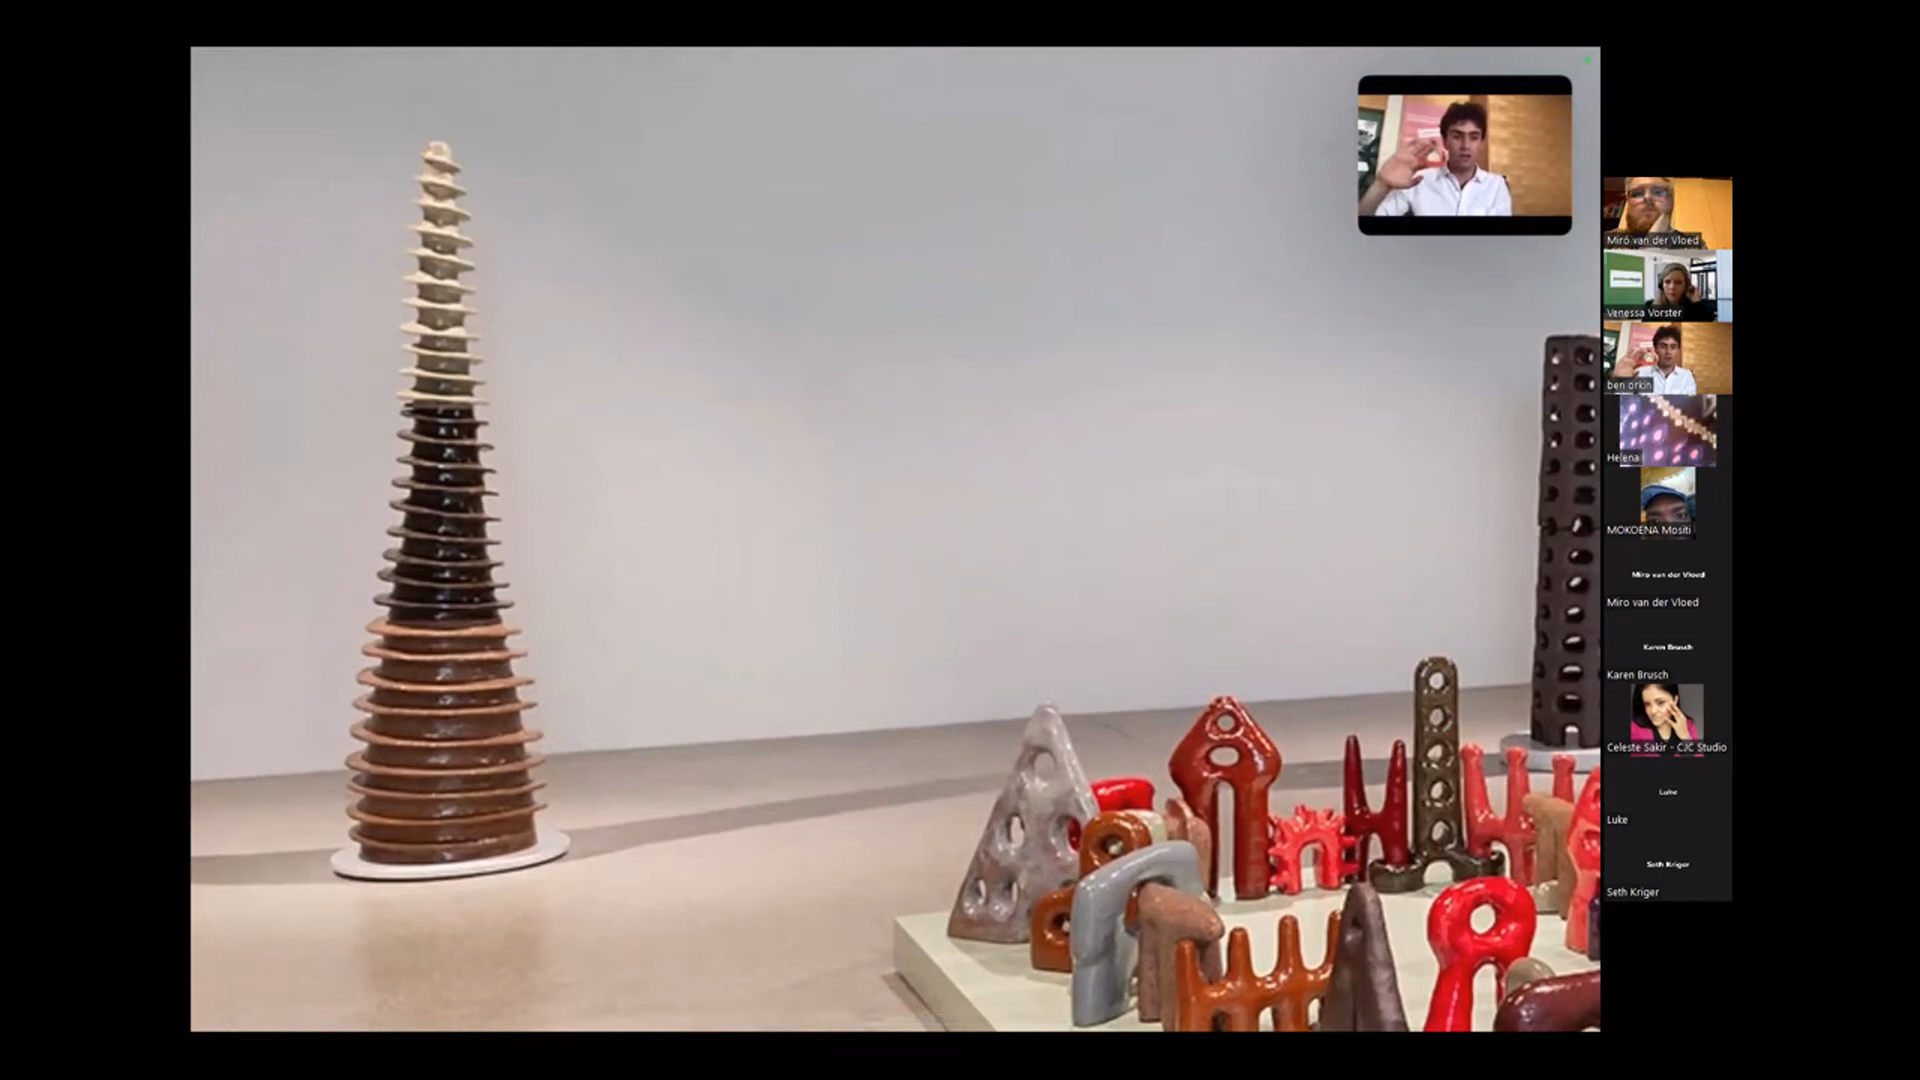 Miró van der Vloed
Venessa Vorster
ben orkin
Helena
MOKOENA Mositi
Miro van der Vloed
Miro van der Vloed
Karen Brusch
Karen Brusch
Celeste Sakir - CJC Studio
Luke
Luke
Seth Kriger
Seth Kriger